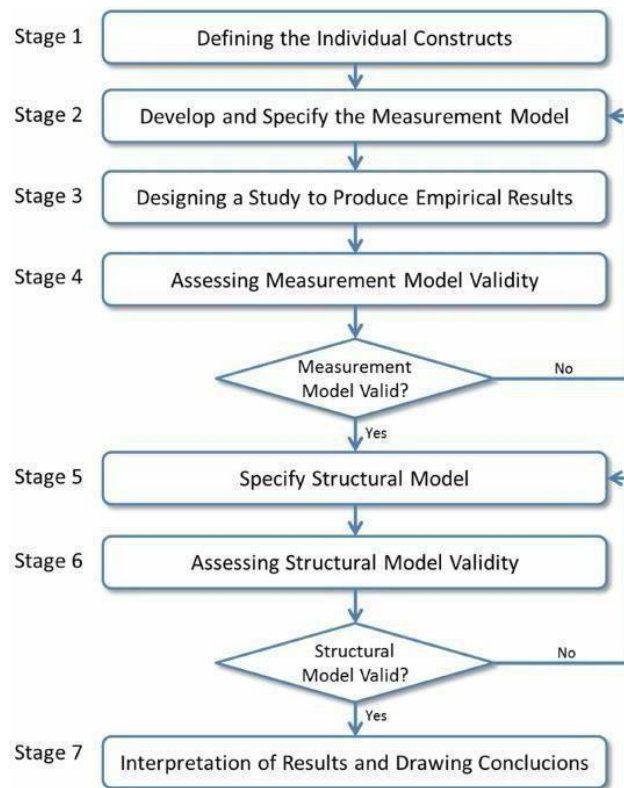 Stage 1
Defining the Individual Constructs
Stage 2
Develop and Specify the Measurement Model
Stage 3
Designing a Study to Produce Empirical Results
Stage 4
Assessing Measurement Model Validity
Measurement
Model Valid?
No
Yes
Stage 5
Specify Structural Model
Stage 6
Assessing Structural Model Validity
Structural
Model Valid?
No
Yes
Stage 7
Interpretation of Results and Drawing Conclucions